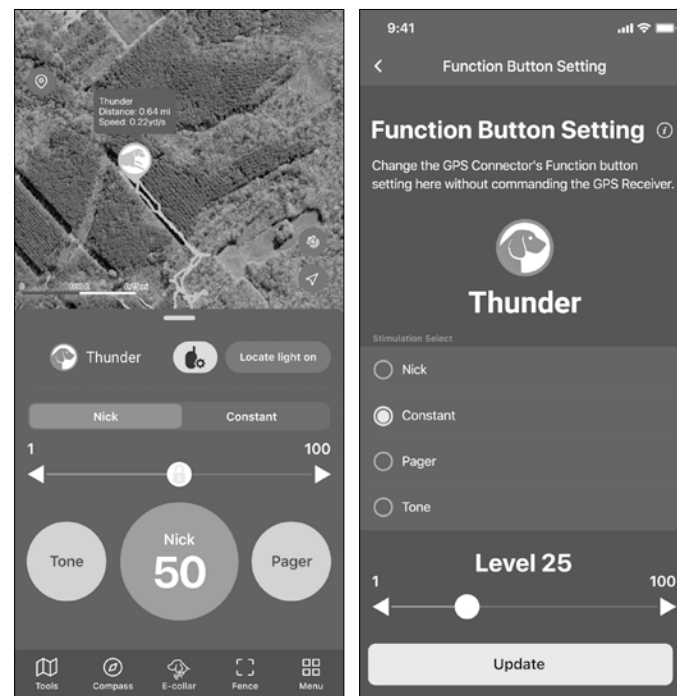 Thunder
Distance: 0.64 mi
Speed: 0.22yd/s
Thunder
Locate light on
Nick
Constant
1
100
Tone
Nick
50
Pager
Tools
Compass
E-collar
Fence
Menu
9:41
Function Button Setting
Function Button Setting
Change the GPS Connector's Function button
setting here without commanding the GPS Receiver.
Thunder
Stimulation Select
Nick
Constant
Pager
Tone
Level 25
1
100
Update